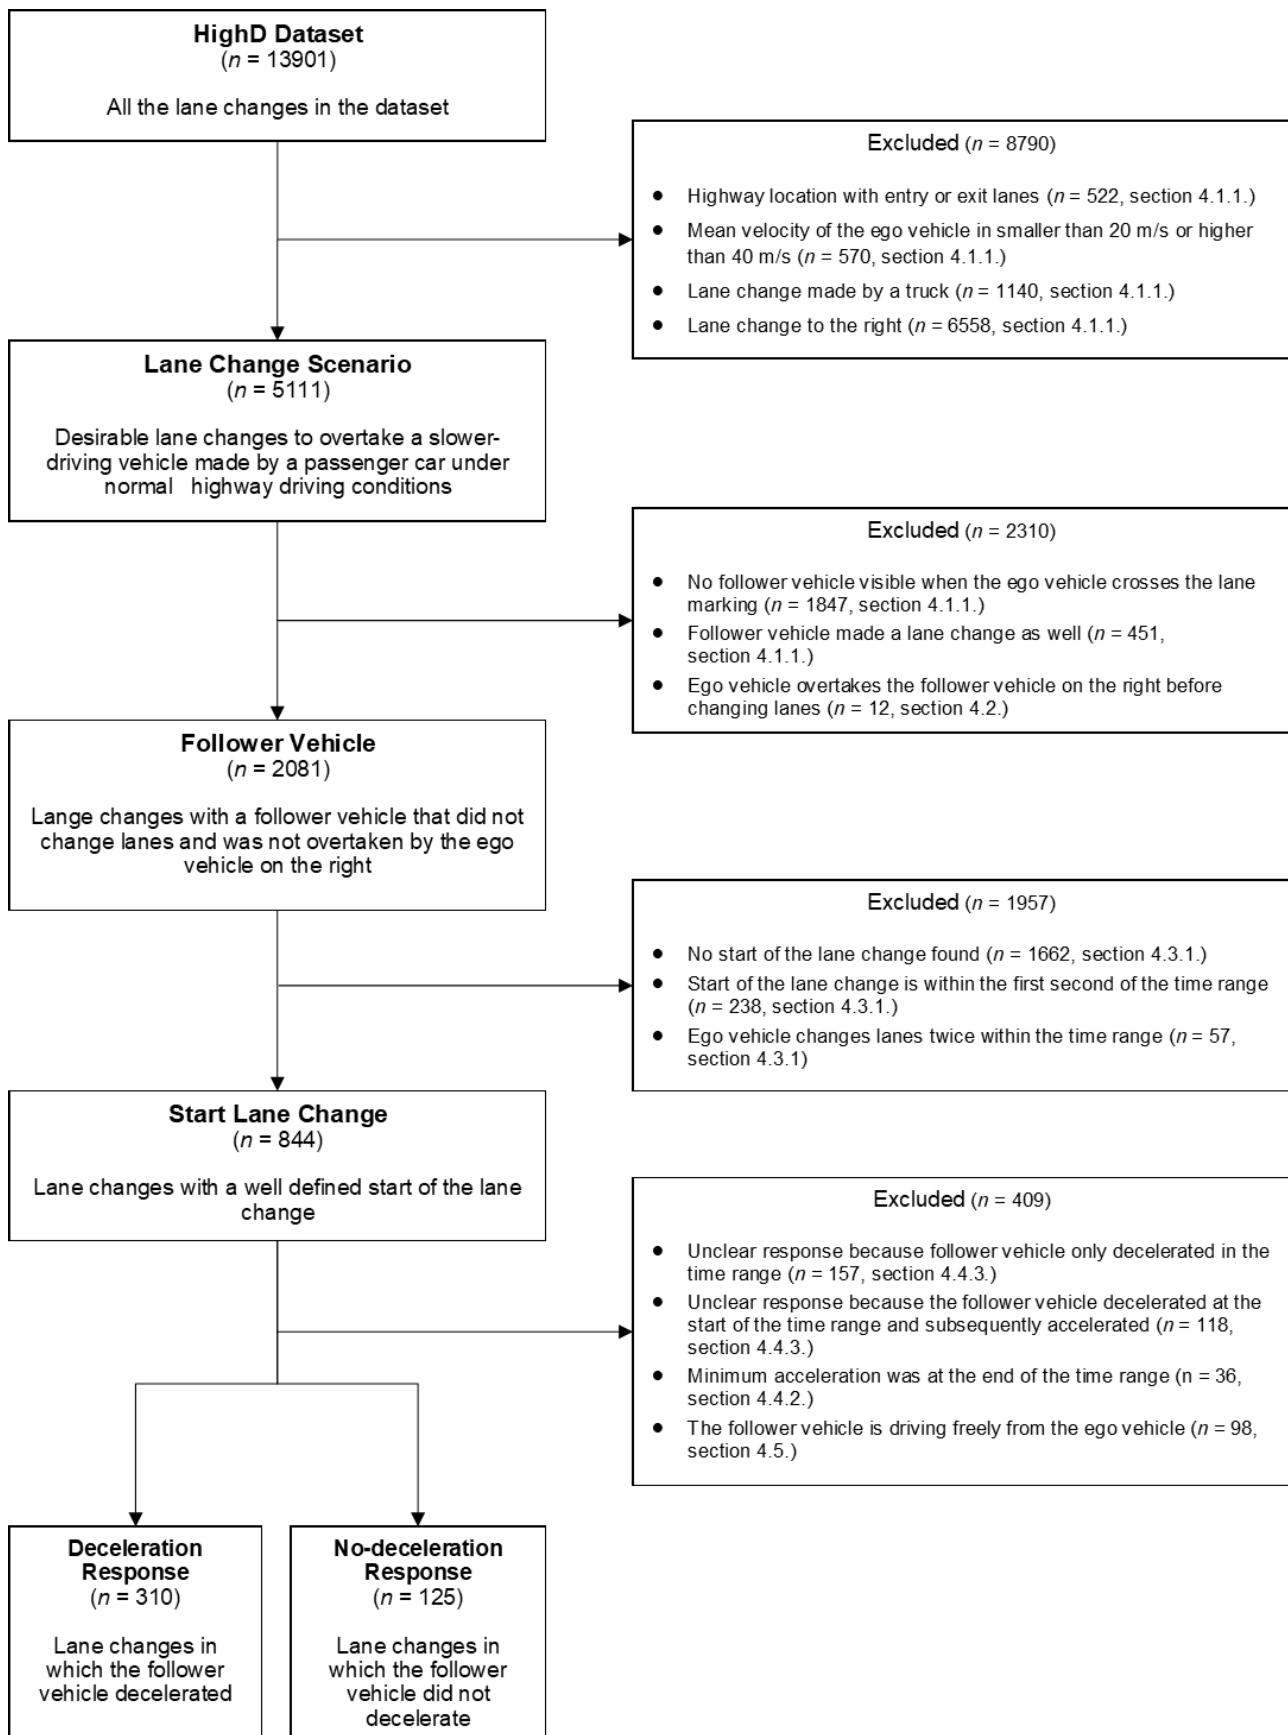 HighD Dataset
(n = 13901)
All the lane changes in the dataset
Excluded (n = 8790)
● Highway location with entry or exit lanes (n = 522, section 4.1.1.)
● Mean velocity of the ego vehicle in smaller than 20 m/s or higher
than 40 m/s (n = 570, section 4.1.1.)
● Lane change made by a truck (n = 1140, section 4.1.1.)
● Lane change to the right (n = 6558, section 4.1.1.)
Lane Change Scenario
(n = 5111)
Desirable lane changes to overtake a slower-
driving vehicle made by a passenger car under
normal highway driving conditions
Excluded (n = 2310)
● No follower vehicle visible when the ego vehicle crosses the lane
marking (n = 1847, section 4.1.1.)
● Follower vehicle made a lane change as well (n = 451,
section 4.1.1.)
● Ego vehicle overtakes the follower vehicle on the right before
changing lanes (n = 12, section 4.2.)
Follower Vehicle
(n = 2081)
Lange changes with a follower vehicle that did not
change lanes and was not overtaken by the ego
vehicle on the right
Excluded (n = 1957)
● No start of the lane change found (n = 1662, section 4.3.1.)
● Start of the lane change is within the first second of the time range
(n = 238, section 4.3.1.)
● Ego vehicle changes lanes twice within the time range (n = 57,
section 4.3.1)
Start Lane Change
(n = 844)
Lane changes with a well defined start of the lane
change
Excluded (n = 409)
● Unclear response because follower vehicle only decelerated in the
time range (n = 157, section 4.4.3.)
● Unclear response because the follower vehicle decelerated at the
start of the time range and subsequently accelerated (n = 118,
section 4.4.3.)
● Minimum acceleration was at the end of the time range (n = 36,
section 4.4.2.)
● The follower vehicle is driving freely from the ego vehicle (n = 98,
section 4.5.)
Deceleration
Response
(n = 310)
Lane changes in
which the follower
vehicle decelerated
No-deceleration
Response
(n = 125)
Lane changes in
which the follower
vehicle did not
decelerate